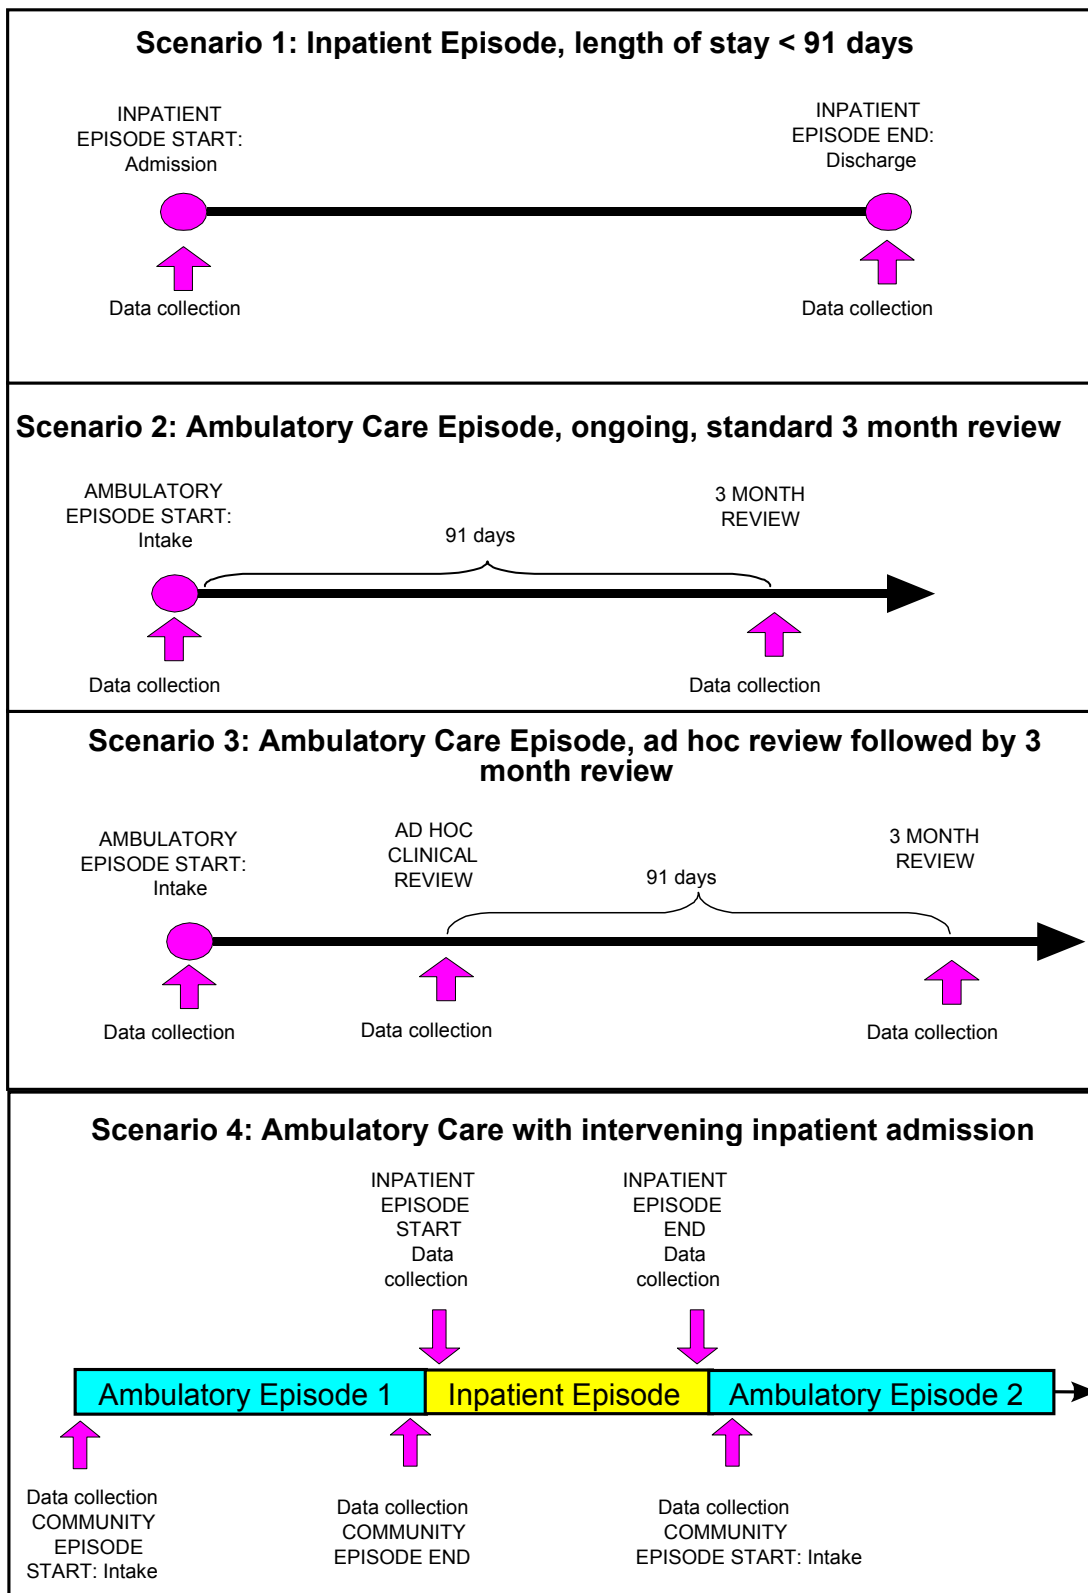 Scenario 1: Inpatient Episode, length of stay < 91 days
INPATIENT
EPISODE START:
Admission
INPATIENT
EPISODE END:
Discharge
Data collection
Data collection
Scenario 2: Ambulatory Care Episode, ongoing, standard 3 month review
AMBULATORY
EPISODE START:
Intake
91 days
3 MONTH
REVIEW
Data collection
Data collection
Scenario 3: Ambulatory Care Episode, ad hoc review followed by 3
month review
AMBULATORY
EPISODE START:
Intake
AD HOC
CLINICAL
REVIEW
91 days
3 MONTH
REVIEW
Data collection
Data collection
Data collection
Scenario 4: Ambulatory Care with intervening inpatient admission
INPATIENT
EPISODE
START
Data
collection
INPATIENT
EPISODE
END
Data
collection
Ambulatory Episode 1
Inpatient Episode
Ambulatory Episode 2
Data collection
COMMUNITY
EPISODE
START: Intake
Data collection
COMMUNITY
EPISODE END
Data collection
COMMUNITY
EPISODE START: Intake